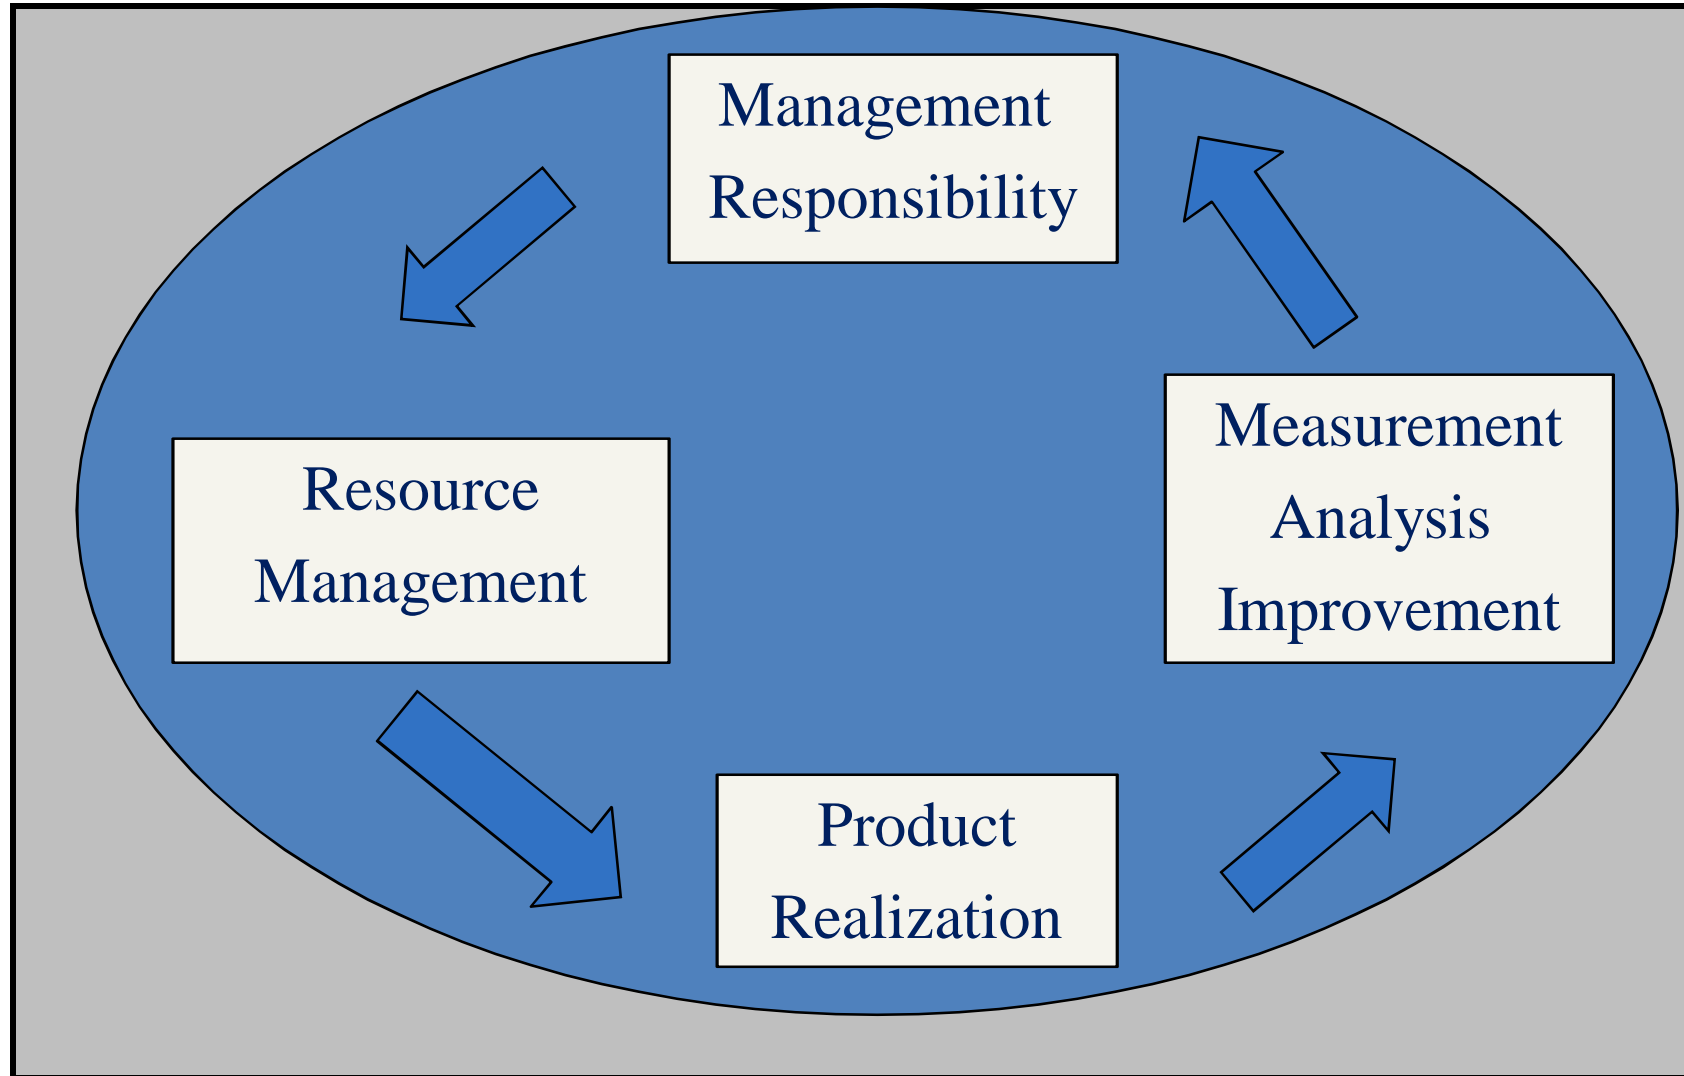 Management
Responsibility
Measurement
Analysis
Improvement
Resource
Management
Product
Realization